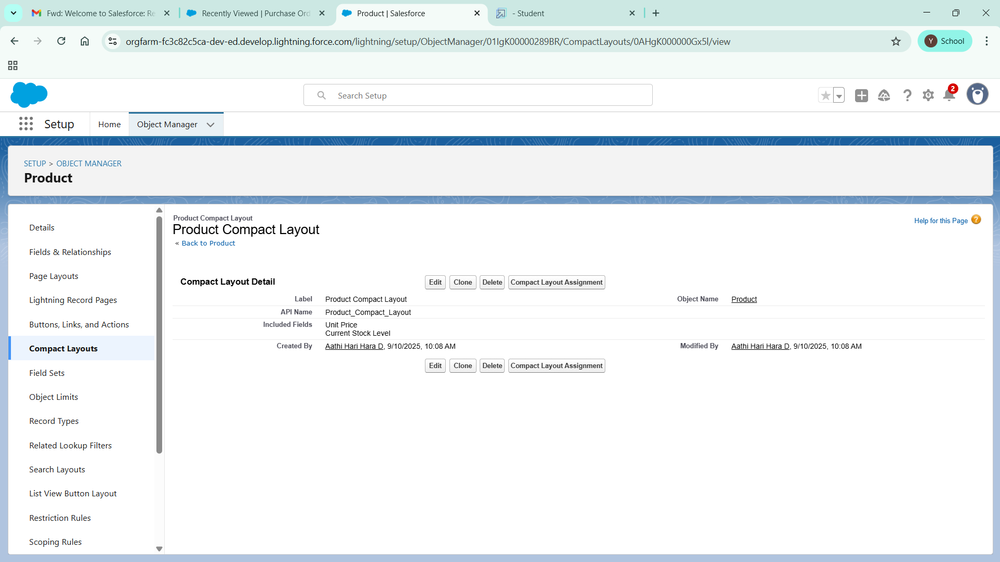 Fwd: Welcome to Salesforce: Re
Recently Viewed | Purchase Ord
Product | Salesforce
- Student
orgfarm-fc3c82c5ca-dev-ed.develop.lightning.force.com/lightning/setup/ObjectManager/01IgK00000289BR/CompactLayouts/0AHgK000000Gx5l/view
Y School
Search Setup
2
Setup
Home
Object Manager
SETUP > OBJECT MANAGER
Product
Details
Fields & Relationships
Page Layouts
Lightning Record Pages
Buttons, Links, and Actions
Compact Layouts
Field Sets
Object Limits
Record Types
Related Lookup Filters
Search Layouts
List View Button Layout
Restriction Rules
Scoping Rules
Product Compact Layout
Product Compact Layout
« Back to Product
Help for this Page ?
Compact Layout Detail
Edit Clone Delete Compact Layout Assignment
Label Product Compact Layout Object Name Product
API Name Product_Compact_Layout
Included Fields Unit Price
Current Stock Level
Created By Aathi Hari Hara D, 9/10/2025, 10:08 AM Modified By Aathi Hari Hara D, 9/10/2025, 10:08 AM
Edit Clone Delete Compact Layout Assignment